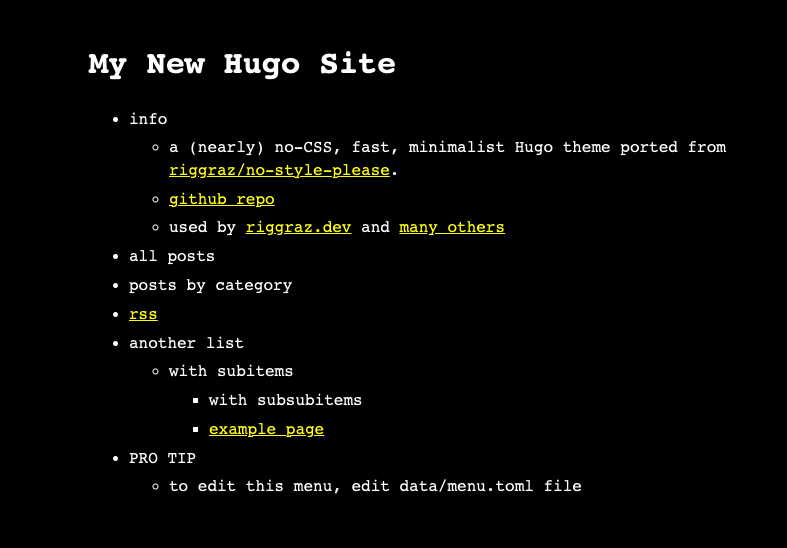 My New Hugo Site
info
a (nearly) no-CSS, fast, minimalist Hugo theme ported from
riggraz/no-style-please.
github repo
used by riggraz.dev and many others
all posts
posts by category
rss
another list
with subitems
with subsubitems
example page
PRO TIP
to edit this menu, edit data/menu.toml file